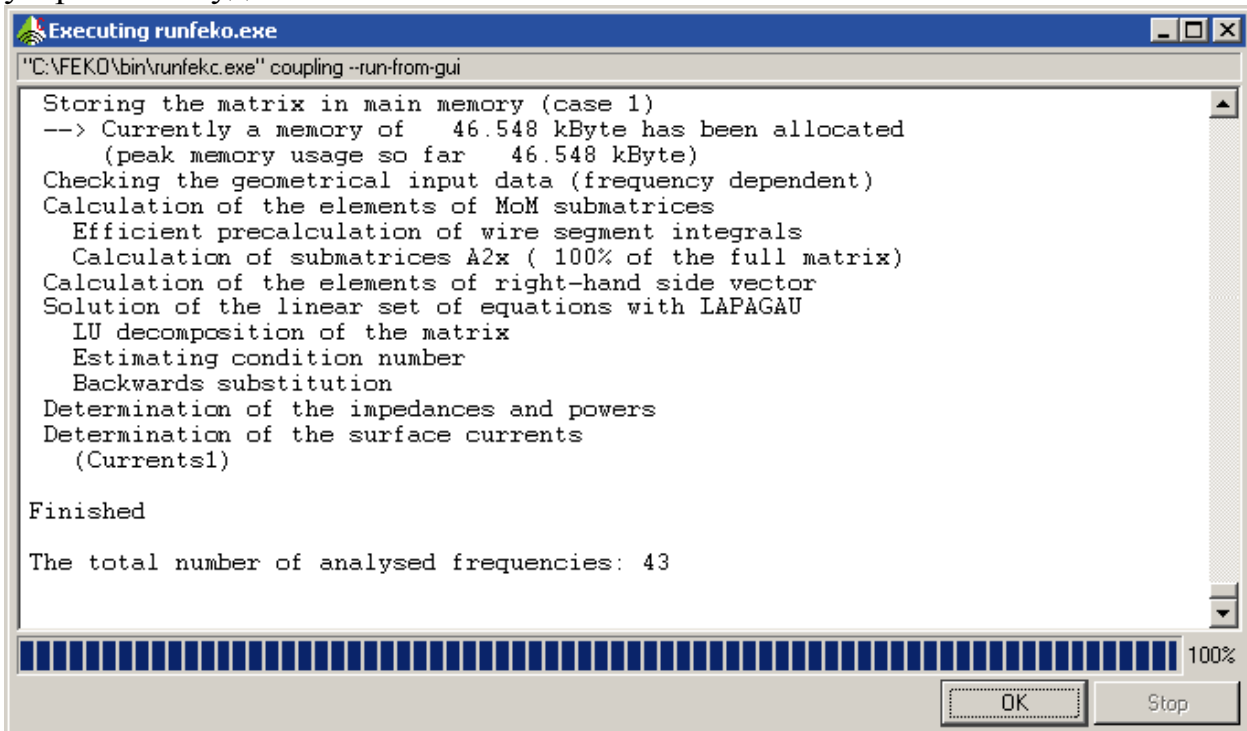 Executing runfeko.exe
"C:\FEKO\bin\runfekc.exe" coupling --run-from-gui
Storing the matrix in main memory (case 1)
--> Currently a memory of 46.548 kByte has been allocated
(peak memory usage so far 46.548 kByte)
Checking the geometrical input data (frequency dependent)
Calculation of the elements of MoM submatrices
Efficient precalculation of wire segment integrals
Calculation of submatrices A2x ( 100% of the full matrix)
Calculation of the elements of right-hand side vector
Solution of the linear set of equations with LAPAGAU
LU decomposition of the matrix
Estimating condition number
Backwards substitution
Determination of the impedances and powers
Determination of the surface currents
(Currents1)
Finished
The total number of analysed frequencies: 43
100%
OK Stop